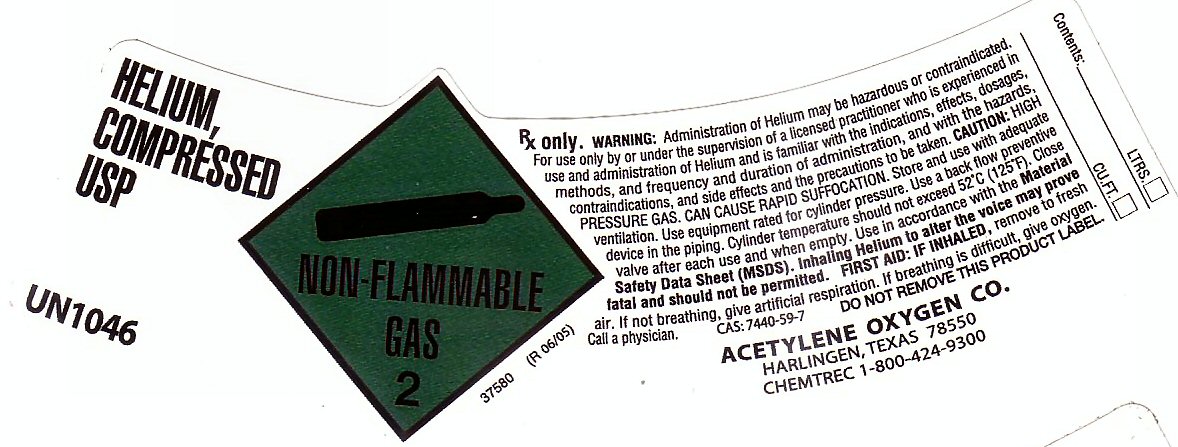 HELIUM,
COMPRESSED
USP
UN1046
NON-FLAMMABLE
GAS
2
37580 (R 06/05)
Rx only. WARNING: Administration of Helium may be hazardous or contraindicated.
For use only by or under the supervision of a licensed practitioner who is experienced in
use and administration of Helium and is familiar with the indications, effects, dosages,
methods, and frequency and duration of administration, and with the hazards,
contraindications, and side effects and the precautions to be taken. CAUTION: HIGH
PRESSURE GAS. CAN CAUSE RAPID SUFFOCATION. Store and use with adequate
ventilation. Use equipment rated for cylinder pressure. Use a back flow preventive
device in the piping. Cylinder temperature should not exceed 52°C (125°F). Close
valve after each use and when empty. Use in accordance with the Material
Safety Data Sheet (MSDS). Inhaling Helium to alter the voice may prove
fatal and should not be permitted. FIRST AID: IF INHALED, remove to fresh
air. If not breathing, give artificial respiration. If breathing is difficult, give oxygen.
Call a physician. CAS: 7440-59-7 DO NOT REMOVE THIS PRODUCT LABEL.
ACETYLENE OXYGEN CO.
HARLINGEN, TEXAS 78550
CHEMTREC 1-800-424-9300
Contents:
LTRS.
CU.FT.